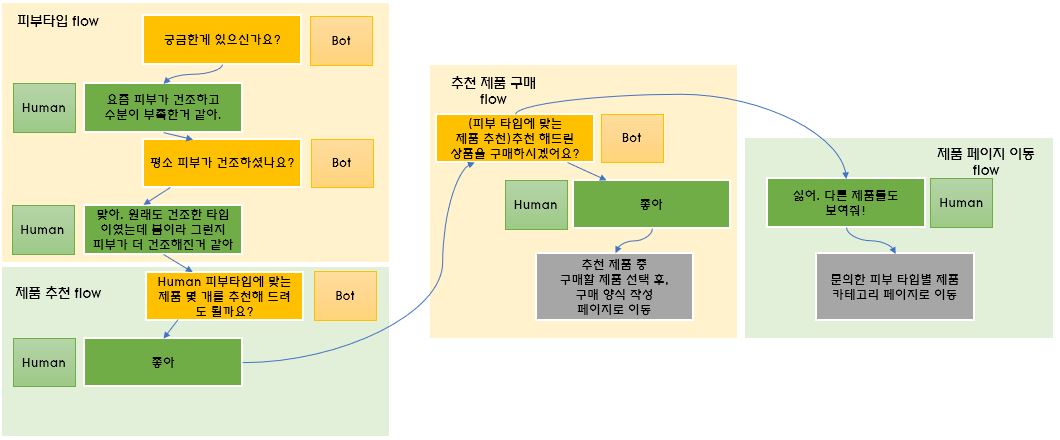 피부타입 flow
궁금한게 있으신가요?
Bot
Human
요즘 피부가 건조하고
수분이 부족한거 같아.
평소 피부가 건조하셨나요?
Bot
Human
맞아. 원래도 건조한 타입
이였는데 봄이라 그런지
피부가 더 건조해진거 같아
제품 추천 flow
Human 피부타입에 맞는
제품 몇 개를 추천해 드려
도 될까요?
Bot
Human
좋아
추천 제품 구매
flow
(피부 타입에 맞는
제품 추천)추천 해드린
상품을 구매하시겠어요?
Bot
Human
좋아
추천 제품 중
구매할 제품 선택 후,
구매 양식 작성
페이지로 이동
제품 페이지 이동
flow
싫어. 다른 제품들도
보여줘!
Human
문의한 피부 타입별 제품
카테고리 페이지로 이동